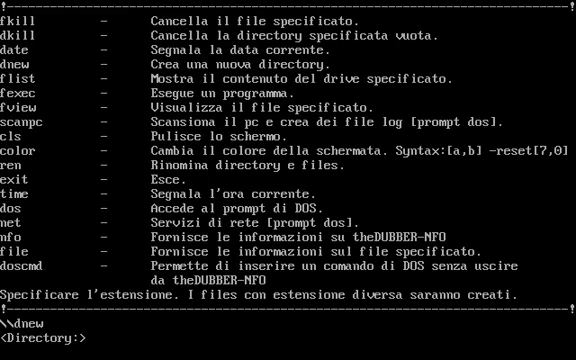 !------------------------------------------------------------------------------!
fkill - Cancella il file specificato.
dkill - Cancella la directory specificata vuota.
date - Segnala la data corrente.
dnew - Crea una nuova directory.
flist - Mostra il contenuto del drive specificato.
fexec - Esegue un programma.
fview - Visualizza il file specificato.
scanpc - Scansiona il pc e crea dei file log [prompt dos].
cls - Pulisce lo schermo.
color - Cambia il colore della schermata. Syntax:[a,b] -reset[7,0]
ren - Rinomina directory e files.
exit - Esce.
time - Segnala l'ora corrente.
dos - Accede al prompt di DOS.
net - Servizi di rete [prompt dos].
nfo - Fornisce le informazioni su theDUBBER-NFO
file - Fornisce le informazioni sul file specificato.
doscmd - Permette di inserire un comando di DOS senza uscire
da theDUBBER-NFO
Specificare l'estensione. I files con estensione diversa saranno creati.
!------------------------------------------------------------------------------!
\\dnew
<Directory:>